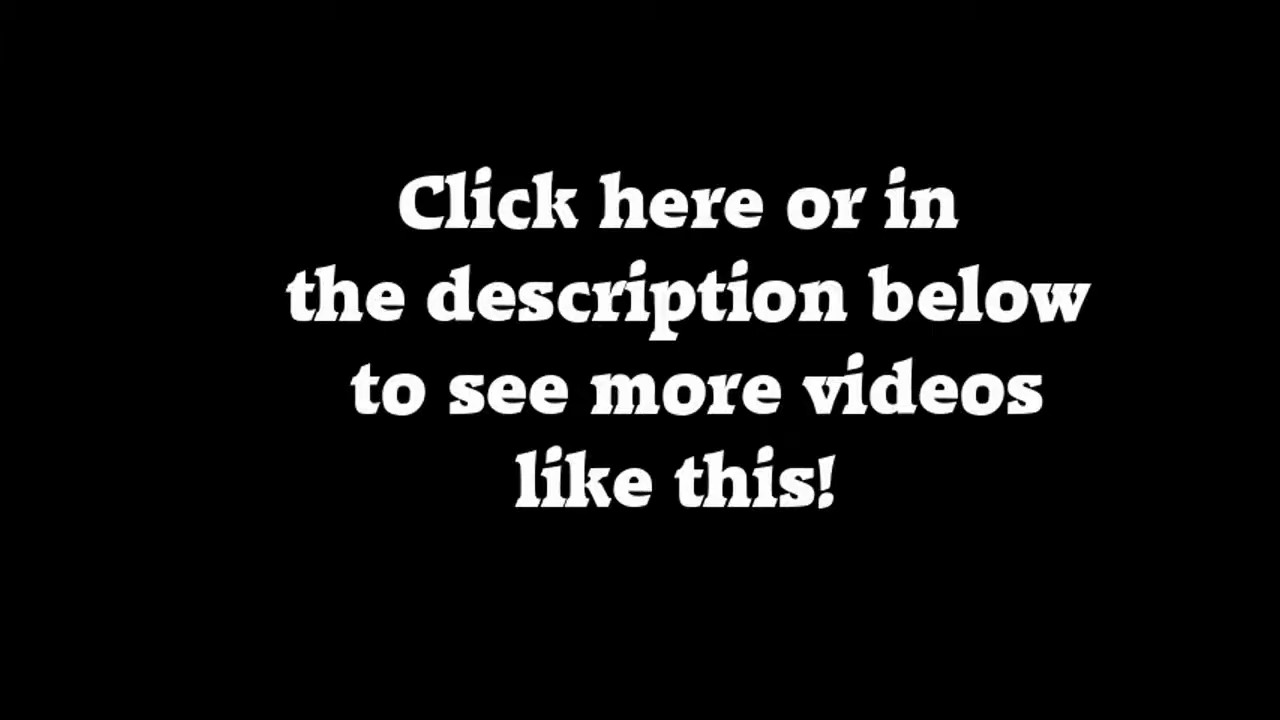 Click here or in
the description below
to see more videos
like this!